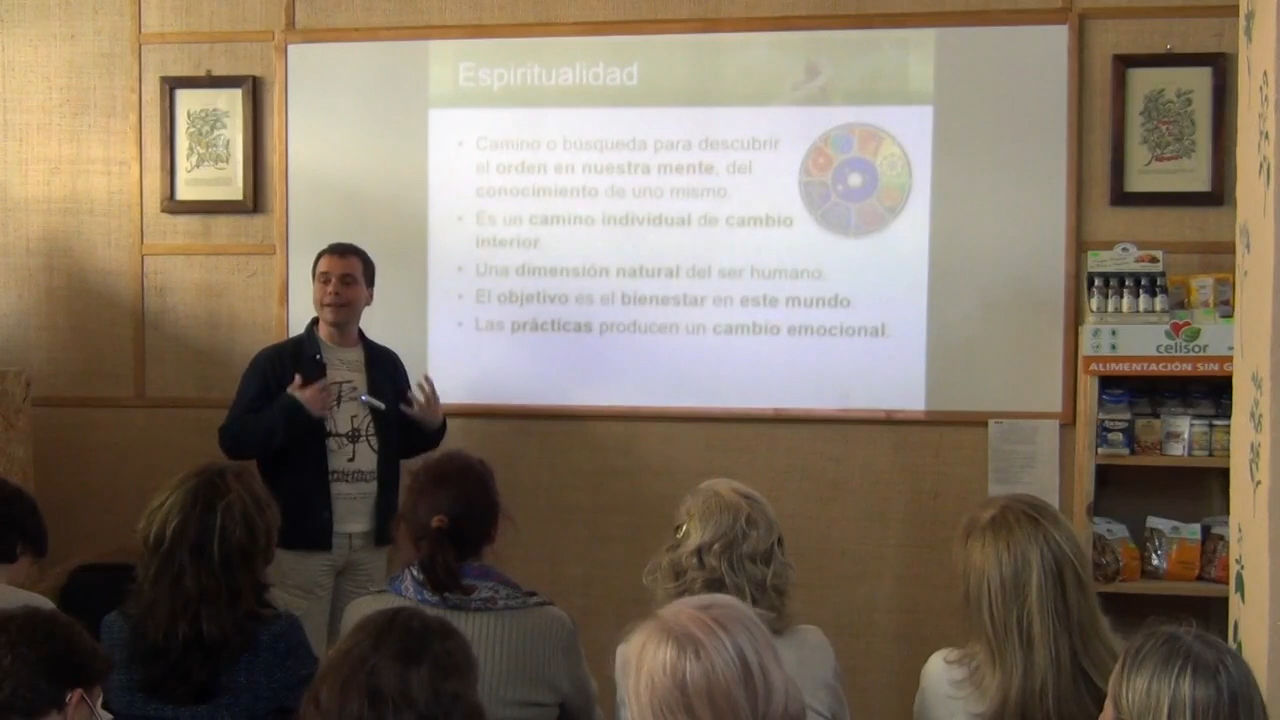 Espiritualidad
• Camino o búsqueda para descubrir
el orden en nuestra mente, del
conocimiento de uno mismo.
• Es un camino individual de cambio
interior.
• Una dimensión natural del ser humano.
• El objetivo es el bienestar en este mundo
• Las prácticas producen un cambio emocional.
celisor
ALIMENTACIÓN SIN G